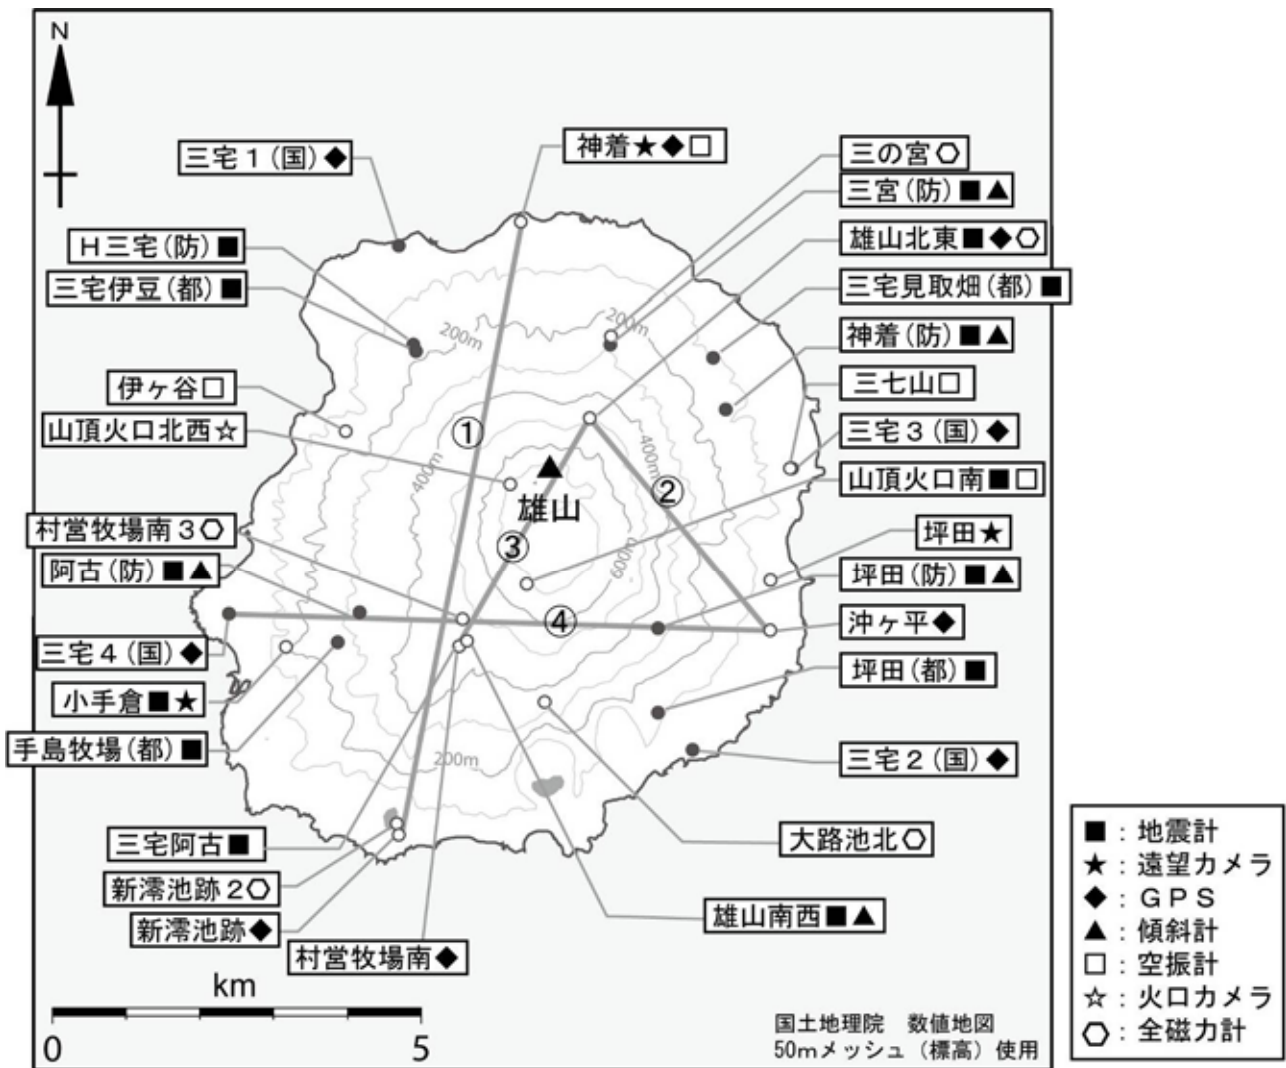 N
三宅１(国)◆
神着★◆□
三の宮⬡
三宮(防)■▲
H三宅(防)■
雄山北東■◆⬡
三宅伊豆(都)■
三宅見取畑(都)■
200m
200m
神着(防)■▲
伊ヶ谷□
三七山□
山頂火口北西☆
①
400m
400m
三宅３(国)◆
②
山頂火口南■□
雄山
村営牧場南３⬡
③
600m
坪田★
阿古(防)■▲
坪田(防)■▲
④
沖ヶ平◆
三宅４(国)◆
坪田(都)■
小手倉■★
手島牧場(都)■
200m
三宅２(国)◆
三宅阿古■
大路池北⬡
新澪池跡２⬡
新澪池跡◆
雄山南西■▲
村営牧場南◆
km
0
5
国土地理院　数値地図
50mメッシュ（標高）使用
■：地震計
★：遠望カメラ
◆：ＧＰＳ
▲：傾斜計
□：空振計
☆：火口カメラ
⬡：全磁力計